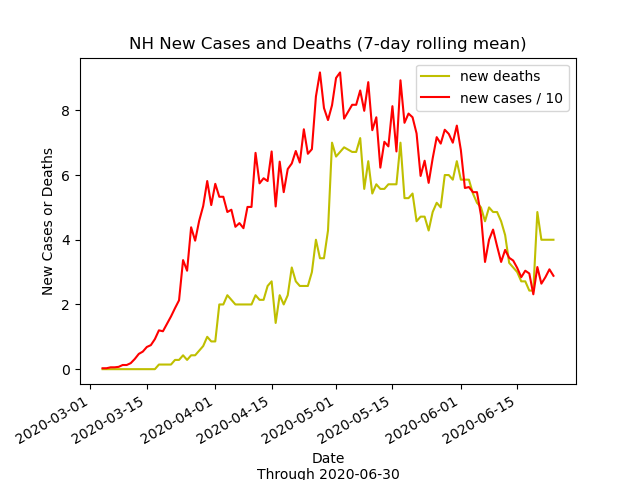 NH New Cases and Deaths (7-day rolling mean)
new deaths
new cases / 10
New Cases or Deaths
8
6
4
2
0
2020-03-01
2020-03-15
2020-04-01
2020-04-15
2020-05-01
2020-05-15
2020-06-01
2020-06-15
Date
Through 2020-06-30